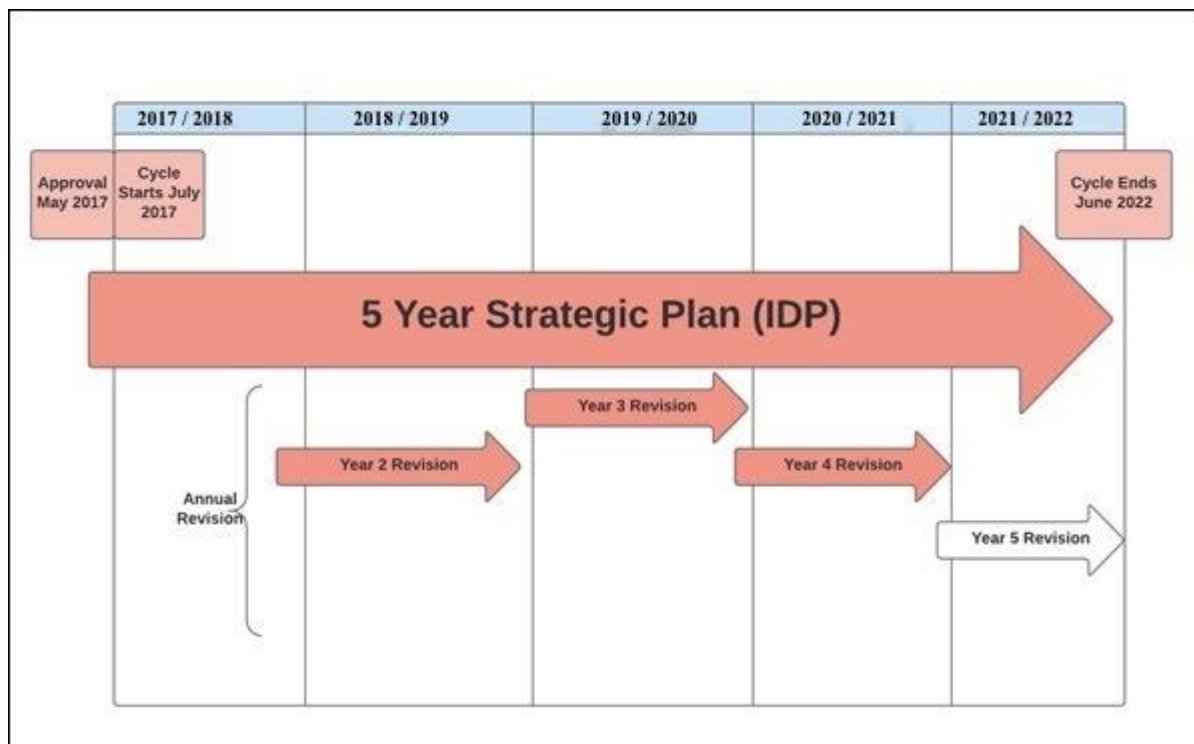 2017 / 2018
2018 / 2019
2019 / 2020
2020 / 2021
2021 / 2022
Approval
May 2017
Cycle
Starts July
2017
Cycle Ends
June 2022
5 Year Strategic Plan (IDP)
Year 3 Revision
Year 2 Revision
Year 4 Revision
Annual
Revision
Year 5 Revision